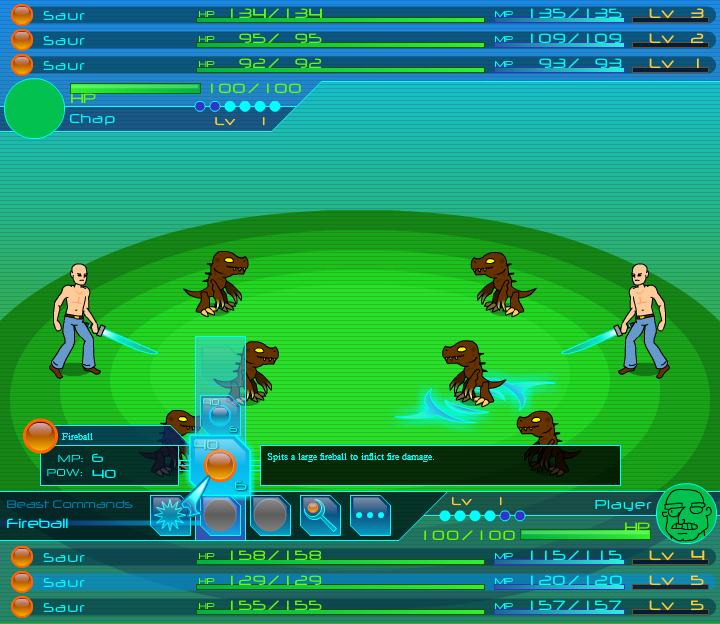 Saur HP 134/134 MP 135/135 Lv 3
Saur HP 95/ 95 MP 109/109 Lv 2
Saur HP 92/ 92 MP 93/ 93 Lv 1
100/100
HP
Chap
Lv 1
40
6
Fireball
MP: 6
POW: 40
40
6
Spits a large fireball to inflict fire damage.
Beast Commands
Fireball
Lv 1
Player
HP
100/100
Saur HP 158/158 MP 115/115 Lv 4
Saur HP 129/129 MP 120/120 Lv 5
Saur HP 155/155 MP 157/157 Lv 5